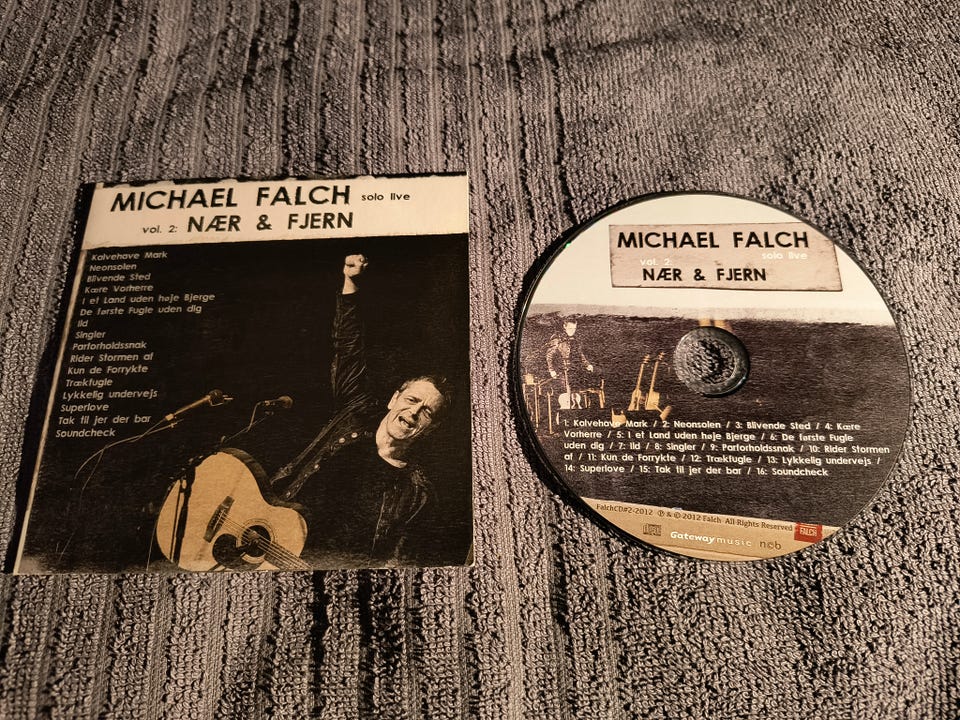 MICHAEL FALCH solo live
vol. 2: NÆR & FJERN
Kalvehave Mark
Neonsolen
Blivende Sted
Kære Vorherre
I et Land uden høje Bjerge
De første Fugle uden dig
Ild
Singler
Parforholdssnak
Rider Stormen af
Kun de Forrykte
Trækfugle
Lykkelig undervejs
Superlove
Tak til jer der bar
Soundcheck
MICHAEL FALCH
solo live
vol. 2:
NÆR & FJERN
1: Kalvehave Mark / 2: Neonsolen / 3: Blivende Sted / 4: Kære
Vorherre / 5: I et Land uden høje Bjerge / 6: De første Fugle
uden dig / 7: Ild / 8: Singler / 9: Parforholdssnak / 10: Rider Stormen
af / 11: Kun de Forrykte / 12: Trækfugle / 13: Lykkelig undervejs /
14: Superlove / 15: Tak til jer der bar / 16: Soundcheck
FalchCD#2-2012 ℗ & © 2012 Falch All Rights Reserved
FALCH
Gatewaymusic n©b